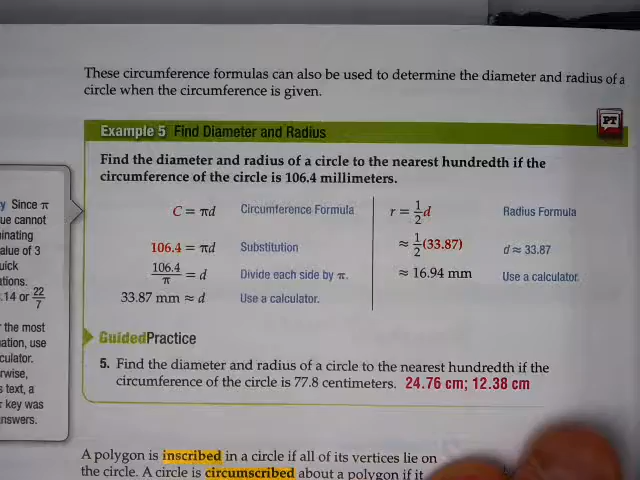 These circumference formulas can also be used to determine the diameter and radius of a
circle when the circumference is given.
PT
Example 5 Find Diameter and Radius
Find the diameter and radius of a circle to the nearest hundredth if the
circumference of the circle is 106.4 millimeters.
C = πd Circumference Formula
106.4 = πd Substitution
106.4/π = d Divide each side by π.
33.87 mm ≈ d Use a calculator.
r = 1/2 d Radius Formula
≈ 1/2 (33.87) d ≈ 33.87
≈ 16.94 mm Use a calculator.
GuidedPractice
5. Find the diameter and radius of a circle to the nearest hundredth if the
circumference of the circle is 77.8 centimeters. 24.76 cm; 12.38 cm
A polygon is inscribed in a circle if all of its vertices lie on
the circle. A circle is circumscribed about a polygon if it
y Since π
ue cannot
inating
alue of 3
uick
tions.
.14 or 22/7
the most
ation, use
culator.
rwise,
s text, a
key was
nswers.